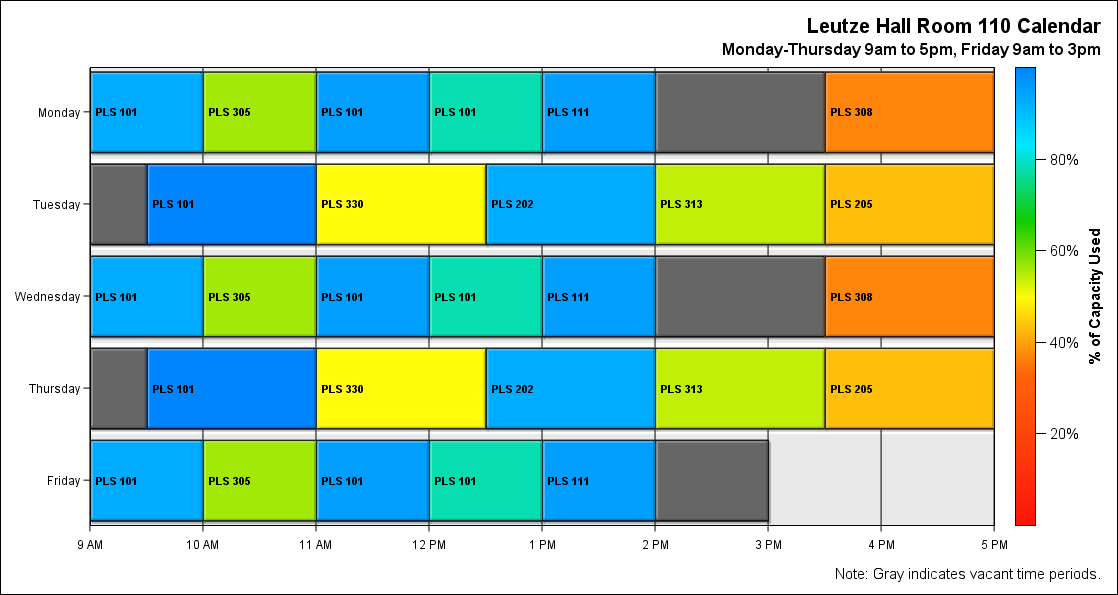 Leutze Hall Room 110 Calendar
Monday-Thursday 9am to 5pm, Friday 9am to 3pm
Monday
PLS 101
PLS 305
PLS 101
PLS 101
PLS 111
PLS 308
Tuesday
PLS 101
PLS 330
PLS 202
PLS 313
PLS 205
Wednesday
PLS 101
PLS 305
PLS 101
PLS 101
PLS 111
PLS 308
Thursday
PLS 101
PLS 330
PLS 202
PLS 313
PLS 205
Friday
PLS 101
PLS 305
PLS 101
PLS 101
PLS 111
9 AM
10 AM
11 AM
12 PM
1 PM
2 PM
3 PM
4 PM
5 PM
80%
60%
40%
20%
% of Capacity Used
Note: Gray indicates vacant time periods.